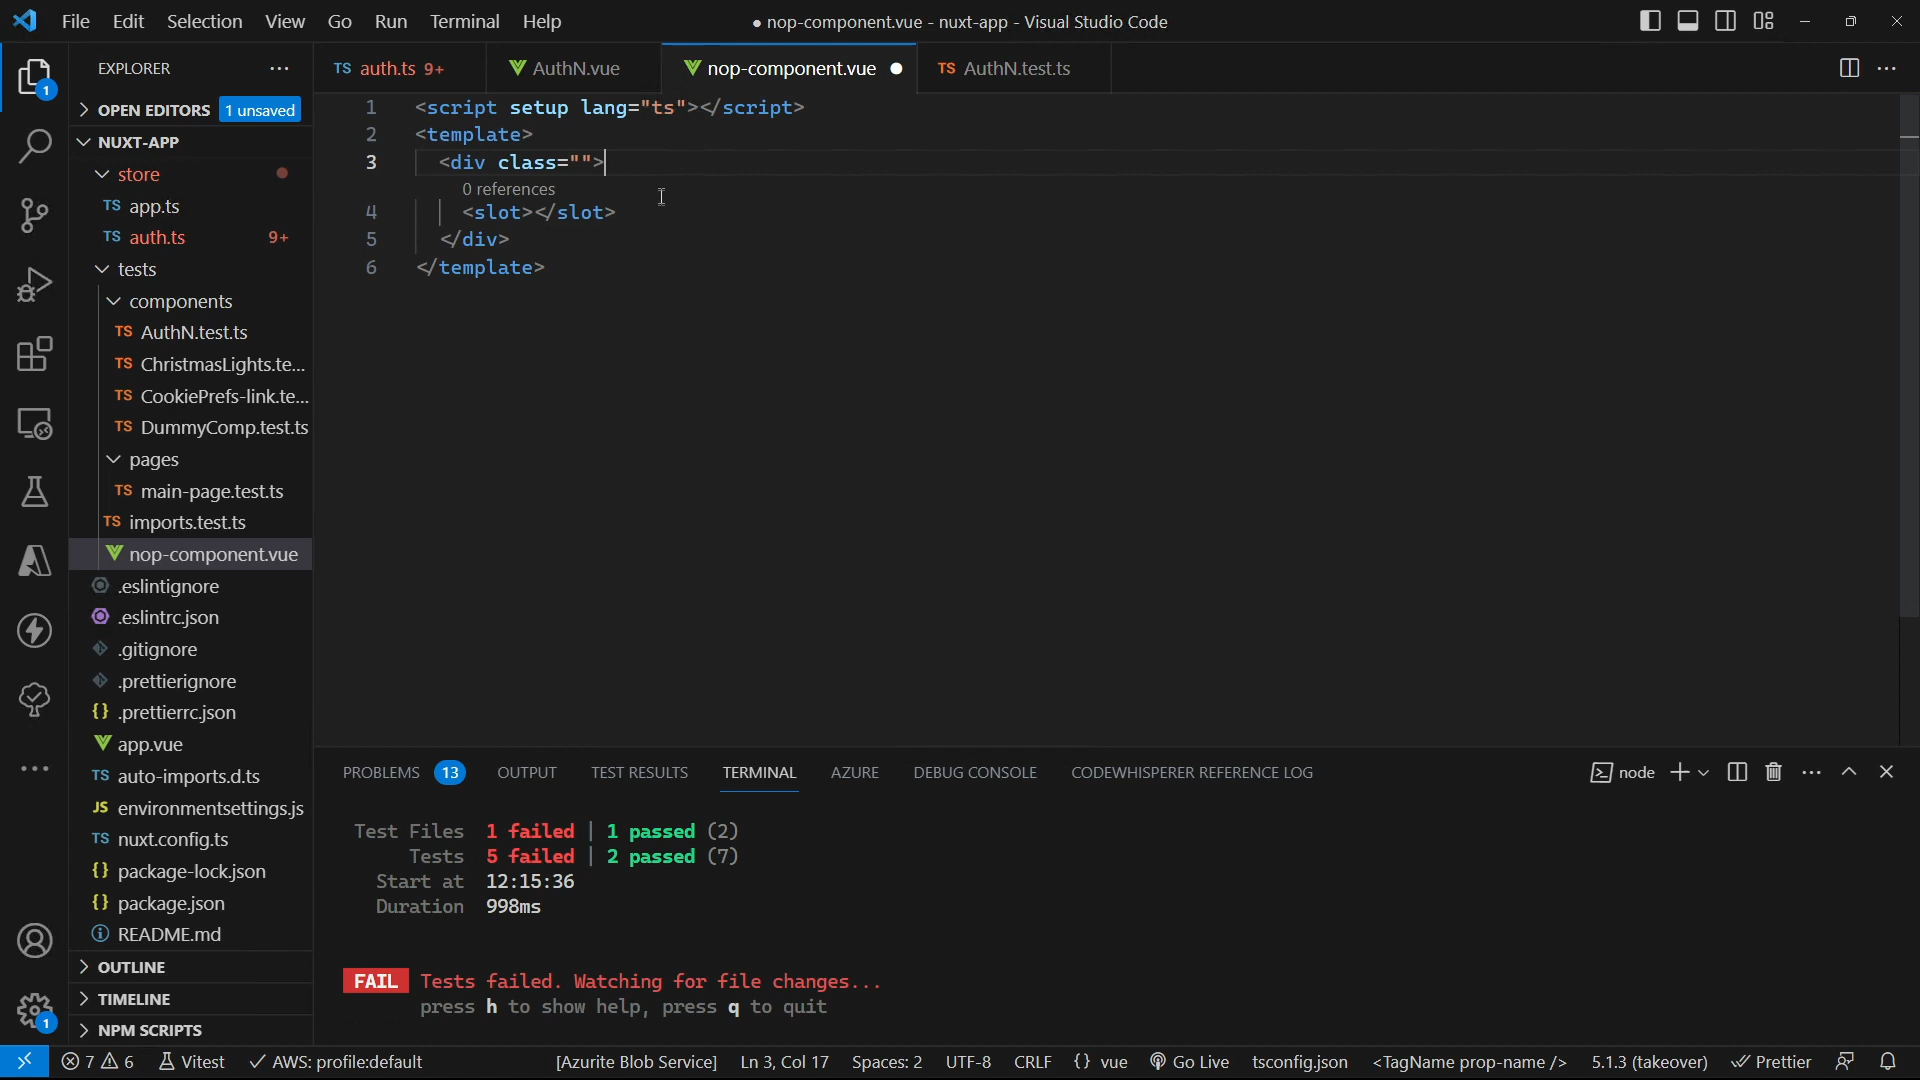 File Edit Selection View Go Run Terminal Help
● nop-component.vue - nuxt-app - Visual Studio Code
EXPLORER
OPEN EDITORS 1 unsaved
NUXT-APP
store
TS app.ts
TS auth.ts 9+
tests
components
TS AuthN.test.ts
TS ChristmasLights.te...
TS CookiePrefs-link.te...
TS DummyComp.test.ts
pages
TS main-page.test.ts
TS imports.test.ts
nop-component.vue
.eslintignore
{} .eslintrc.json
.gitignore
.prettierignore
{} .prettierrc.json
app.vue
TS auto-imports.d.ts
JS environmentsettings.js
TS nuxt.config.ts
{} package-lock.json
{} package.json
README.md
OUTLINE
TIMELINE
NPM SCRIPTS
1
1
TS auth.ts 9+
AuthN.vue
nop-component.vue
TS AuthN.test.ts
1 <script setup lang="ts"></script>
2 <template>
3 <div class="">
0 references
4 <slot></slot>
5 </div>
6 </template>
PROBLEMS 13 OUTPUT TEST RESULTS TERMINAL AZURE DEBUG CONSOLE CODEWHISPERER REFERENCE LOG
node
Test Files 1 failed | 1 passed (2)
Tests 5 failed | 2 passed (7)
Start at 12:15:36
Duration 998ms
FAIL Tests failed. Watching for file changes...
press h to show help, press q to quit
7 6 Vitest AWS: profile:default [Azurite Blob Service] Ln 3, Col 17 Spaces: 2 UTF-8 CRLF {} vue Go Live tsconfig.json <TagName prop-name /> 5.1.3 (takeover) Prettier